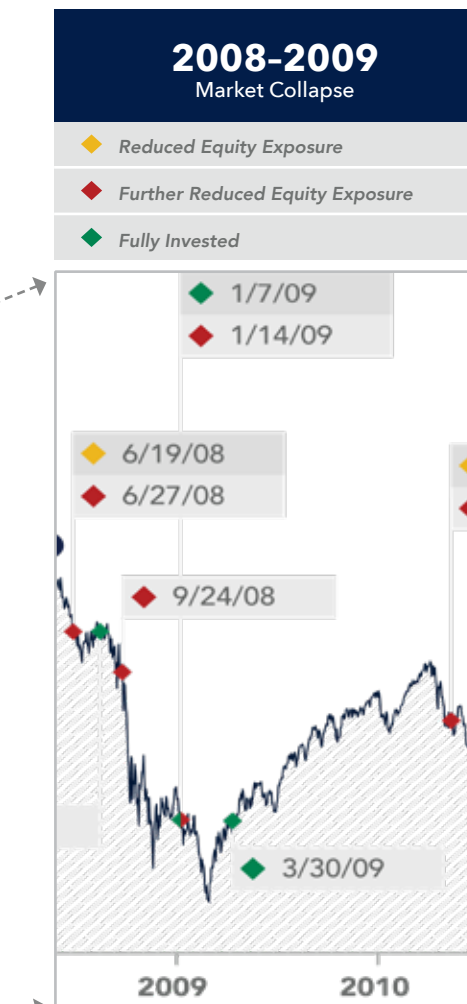 2008–2009
Market Collapse
Reduced Equity Exposure
Further Reduced Equity Exposure
Fully Invested
1/7/09
1/14/09
6/19/08
6/27/08
9/24/08
3/30/09
2009
2010